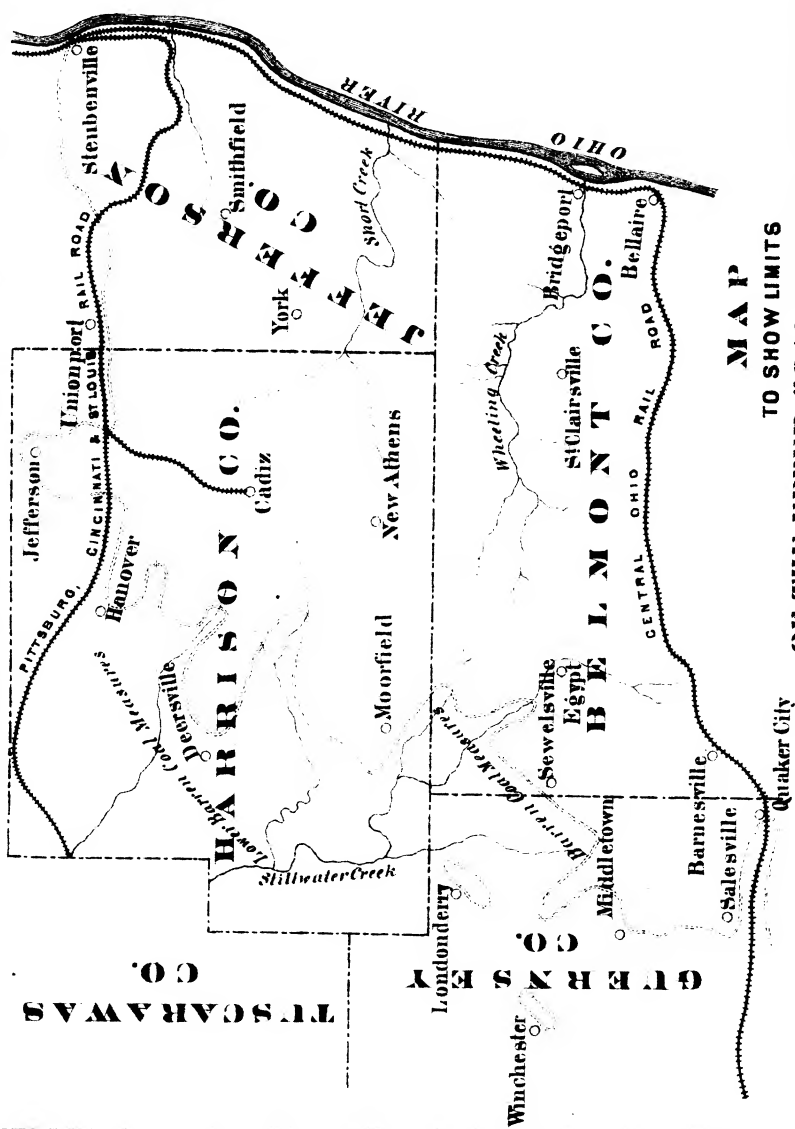 Steubenville
OHIO RIVER
PITTSBURG, CINCINNATI & ST LOUIS RAIL ROAD
Jefferson
Unionport
Smithfield
JEFFERSON CO.
York
Short Creek
Hanover
Cadiz
HARRISON CO.
Deersville
Lower Barren Coal Measures
New Athens
Moorfield
Stillwater Creek
TUSCARAWAS CO.
Bridgeport
Wheeling Creek
St Clairsville
Bellaire
BELMONT CO.
CENTRAL OHIO RAIL ROAD
Egypt
Sewelsville
Barren Coal Measures
Barnesville
Quaker City
Londonderry
Middletown
Salesville
GUERNSEY CO.
Winchester
MAP
TO SHOW LIMITS